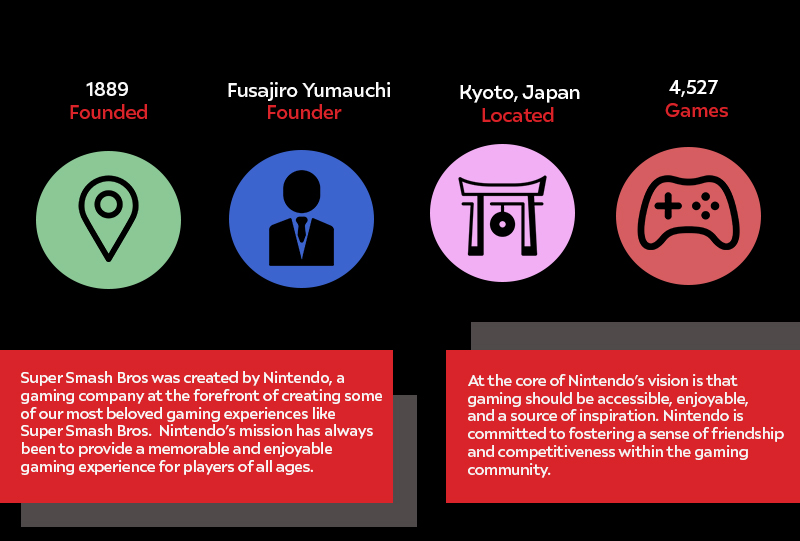 1889
Founded
Fusajiro Yumauchi
Founder
Kyoto, Japan
Located
4,527
Games
Super Smash Bros was created by Nintendo, a
gaming company at the forefront of creating some
of our most beloved gaming experiences like
Super Smash Bros.  Nintendo's mission has always
been to provide a memorable and enjoyable
gaming experience for players of all ages.
At the core of Nintendo's vision is that
gaming should be accessible, enjoyable,
and a source of inspiration. Nintendo is
committed to fostering a sense of friendship
and competitiveness within the gaming
community.